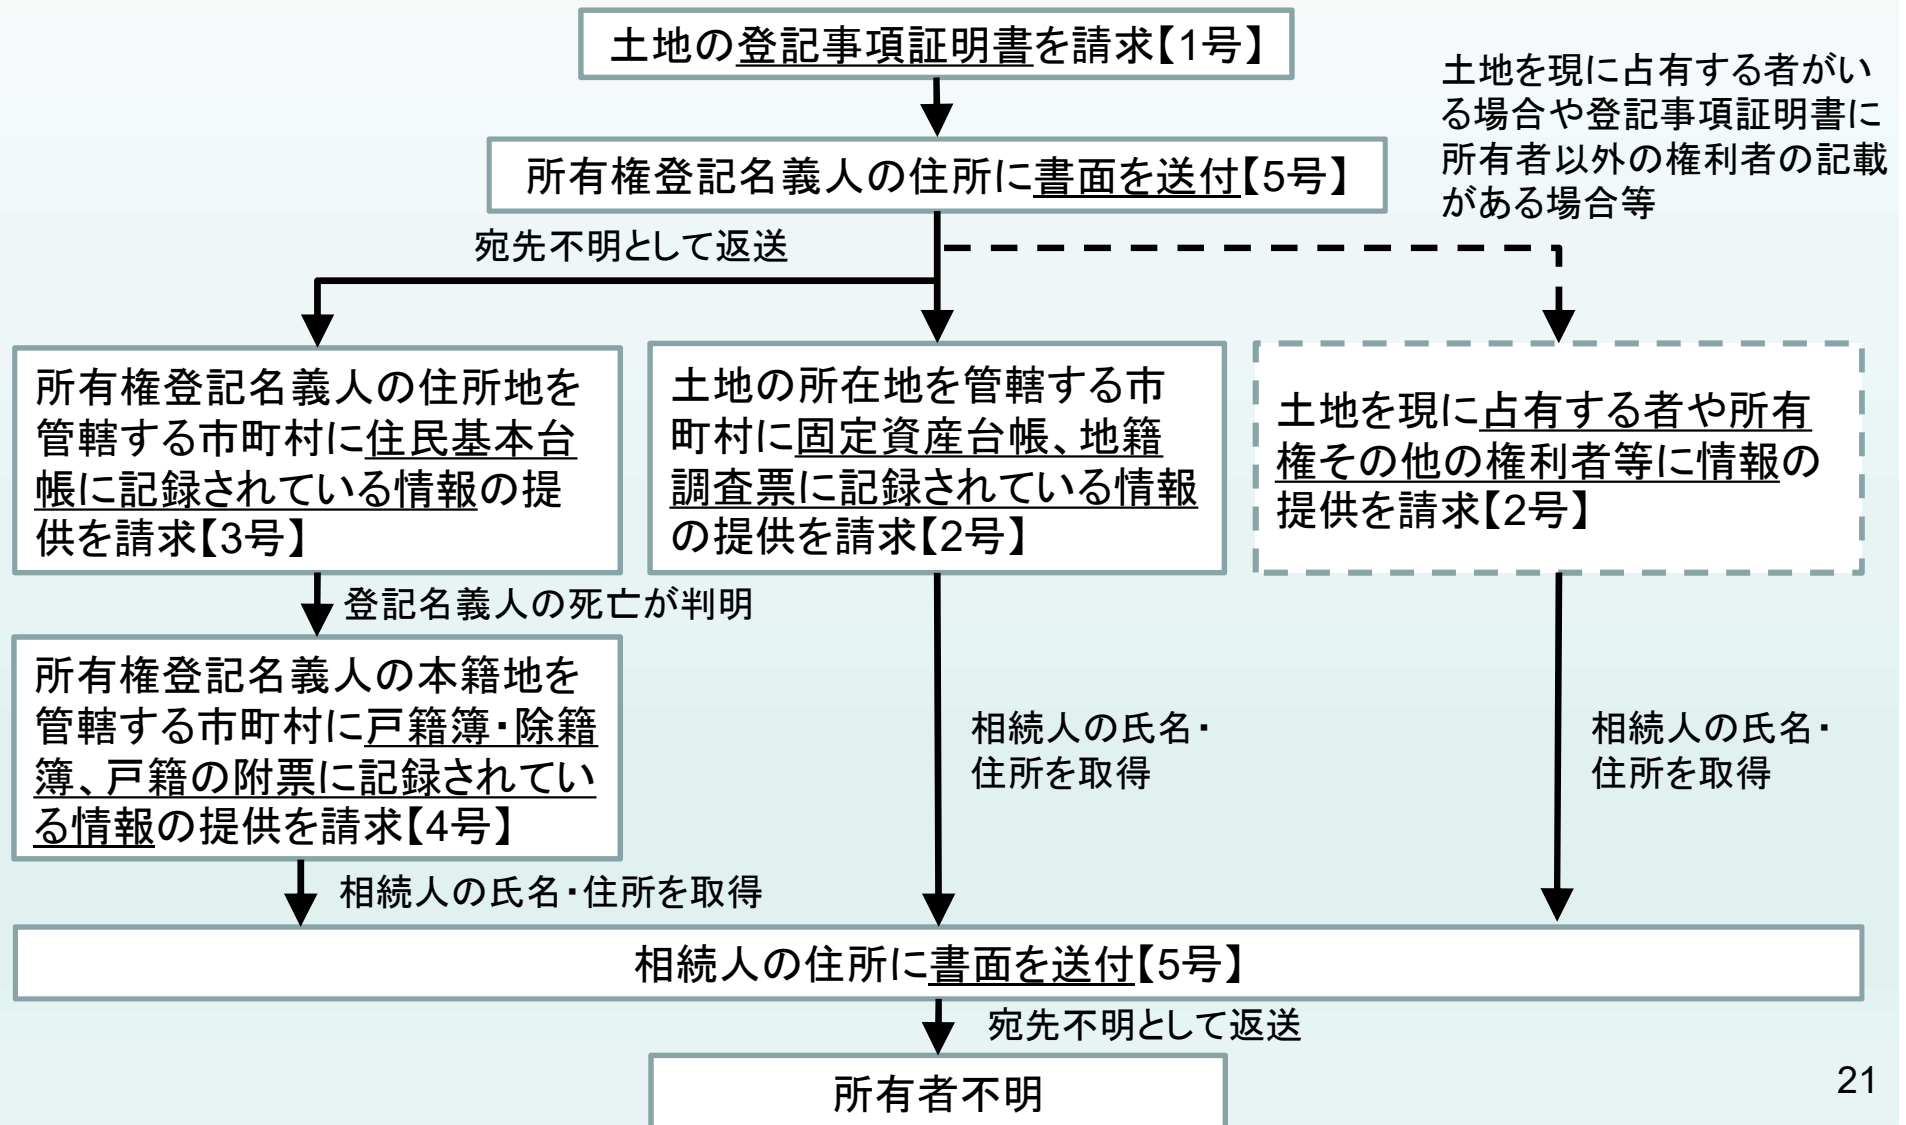 土地の登記事項証明書を請求【1号】
土地を現に占有する者がい
る場合や登記事項証明書に
所有者以外の権利者の記載
がある場合等
所有権登記名義人の住所に書面を送付【5号】
宛先不明として返送
所有権登記名義人の住所地を
管轄する市町村に住民基本台
帳に記録されている情報の提
供を請求【3号】
土地の所在地を管轄する市
町村に固定資産台帳、地籍
調査票に記録されている情報
の提供を請求【2号】
土地を現に占有する者や所有
権その他の権利者等に情報の
提供を請求【2号】
登記名義人の死亡が判明
所有権登記名義人の本籍地を
管轄する市町村に戸籍簿・除籍
簿、戸籍の附票に記録されてい
る情報の提供を請求【4号】
相続人の氏名・
住所を取得
相続人の氏名・
住所を取得
相続人の氏名・住所を取得
相続人の住所に書面を送付【5号】
宛先不明として返送
所有者不明
21